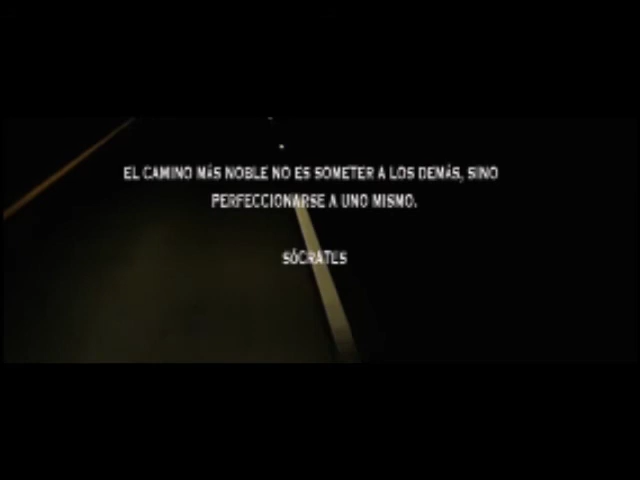 EL CAMINO MáS NOBLE NO ES SOMETER A LOS DEMáS, SINO
PERFECCIONARSE A UNO MISMO.
SóCRATES